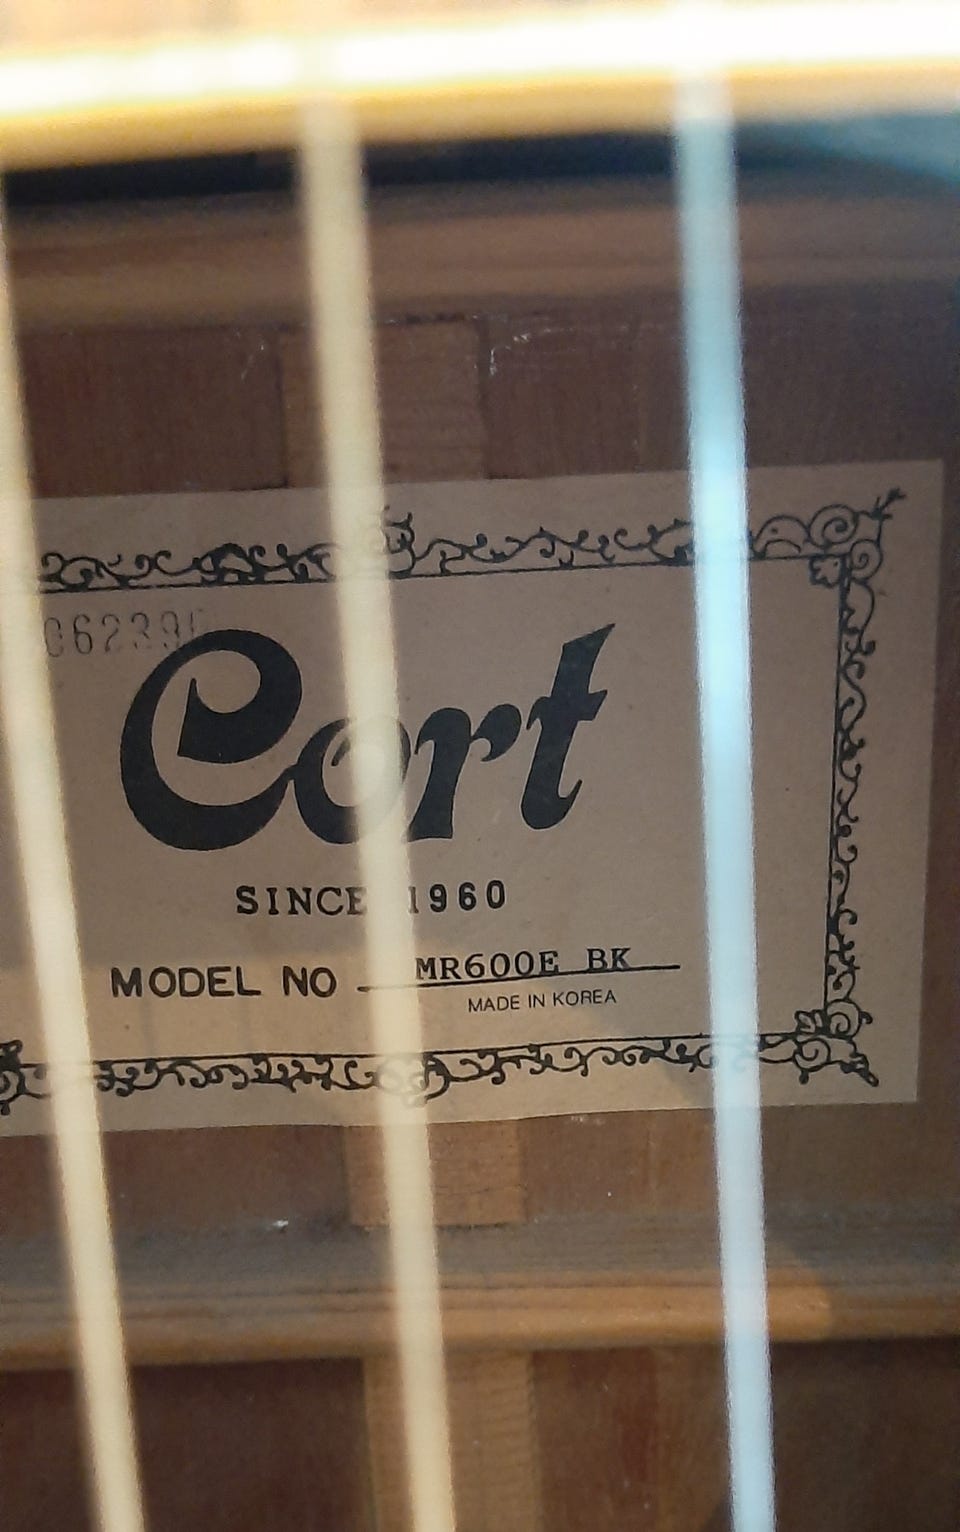 Cort
SINCE 1960
MODEL NO MR600E BK
MADE IN KOREA